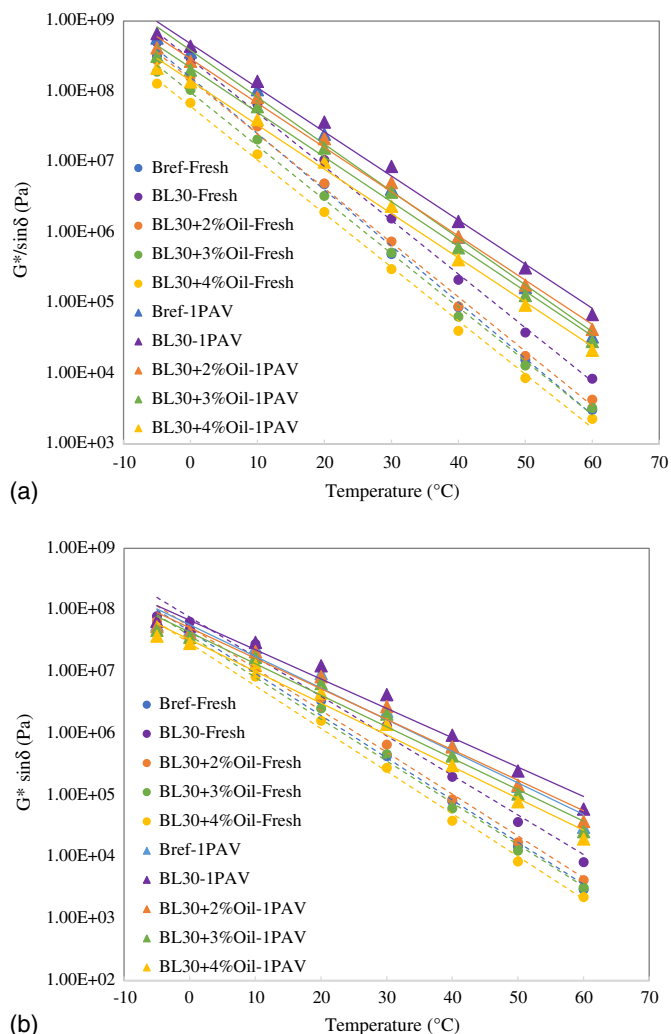 1.00E+09
1.00E+08
1.00E+07
1.00E+06
1.00E+05
1.00E+04
1.00E+03
G*/sinδ (Pa)
Bref-Fresh
BL30-Fresh
BL30+2%Oil-Fresh
BL30+3%Oil-Fresh
BL30+4%Oil-Fresh
Bref-1PAV
BL30-1PAV
BL30+2%Oil-1PAV
BL30+3%Oil-1PAV
BL30+4%Oil-1PAV
-10 0 10 20 30 40 50 60 70
(a) Temperature (°C)
1.00E+09
1.00E+08
1.00E+07
1.00E+06
1.00E+05
1.00E+04
1.00E+03
1.00E+02
G* sinδ (Pa)
Bref-Fresh
BL30-Fresh
BL30+2%Oil-Fresh
BL30+3%Oil-Fresh
BL30+4%Oil-Fresh
Bref-1PAV
BL30-1PAV
BL30+2%Oil-1PAV
BL30+3%Oil-1PAV
BL30+4%Oil-1PAV
-10 0 10 20 30 40 50 60 70
(b) Temperature (°C)